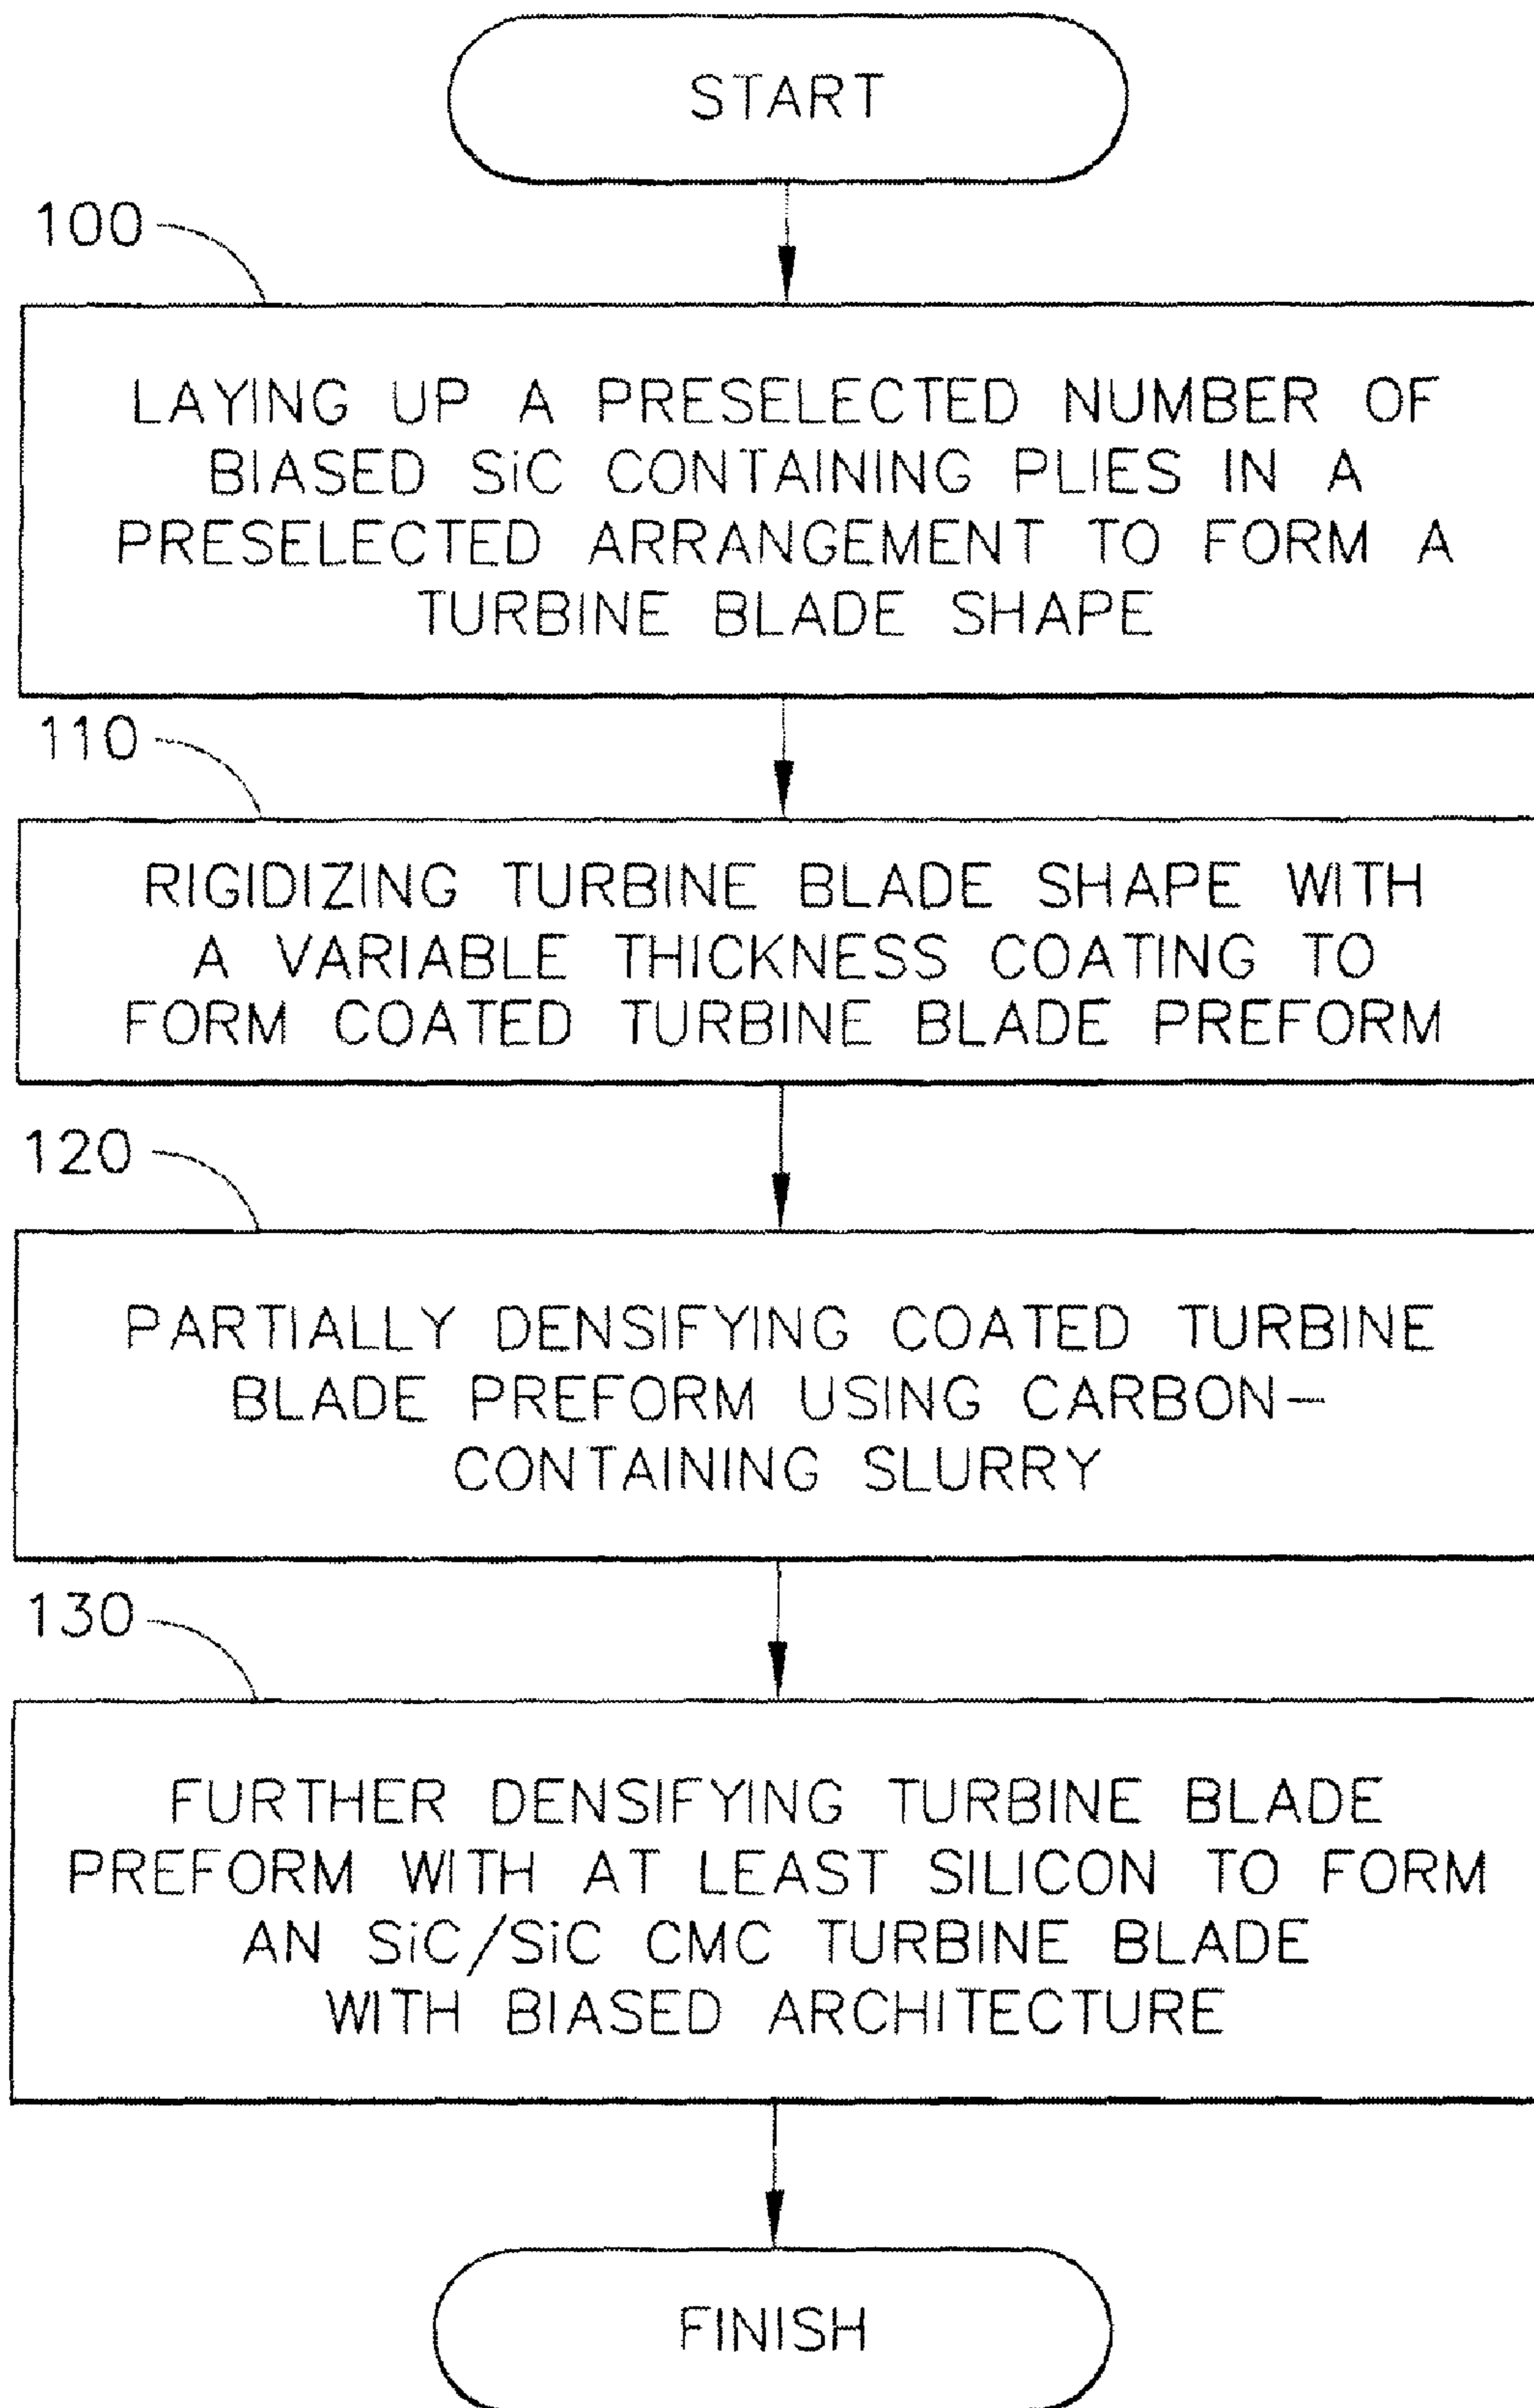 START
100
LAYING UP A PRESELECTED NUMBER OF
BIASED SiC CONTAINING PLIES IN A
PRESELECTED ARRANGEMENT TO FORM A
TURBINE BLADE SHAPE
110
RIGIDIZING TURBINE BLADE SHAPE WITH
A VARIABLE THICKNESS COATING TO
FORM COATED TURBINE BLADE PREFORM
120
PARTIALLY DENSIFYING COATED TURBINE
BLADE PREFORM USING CARBON-
CONTAINING SLURRY
130
FURTHER DENSIFYING TURBINE BLADE
PREFORM WITH AT LEAST SILICON TO FORM
AN SiC/SiC CMC TURBINE BLADE
WITH BIASED ARCHITECTURE
FINISH